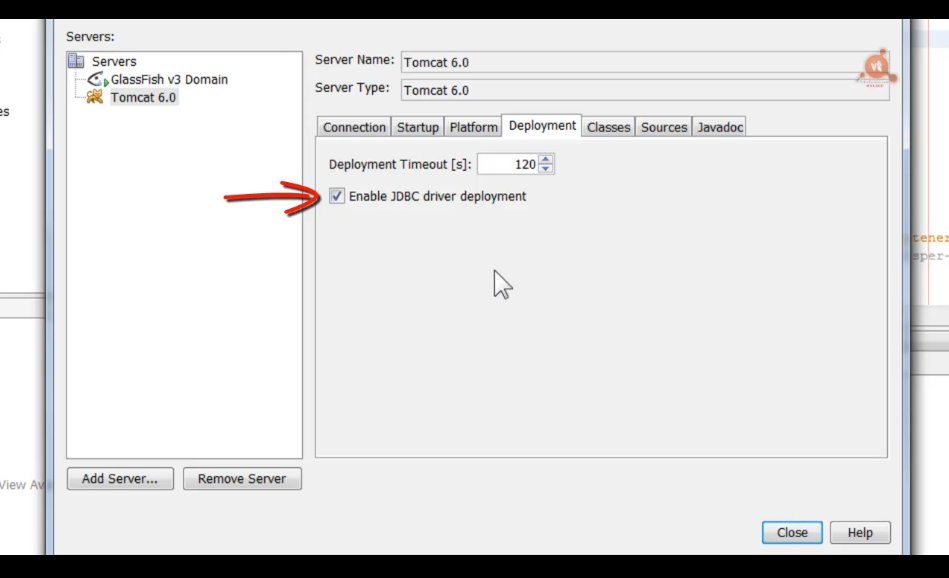 Servers:
Servers
GlassFish v3 Domain
Tomcat 6.0
Server Name: Tomcat 6.0
Server Type: Tomcat 6.0
Connection Startup Platform Deployment Classes Sources Javadoc
Deployment Timeout [s]: 120
Enable JDBC driver deployment
Add Server... Remove Server
Close Help
es
View Av
tener
sper-
vt